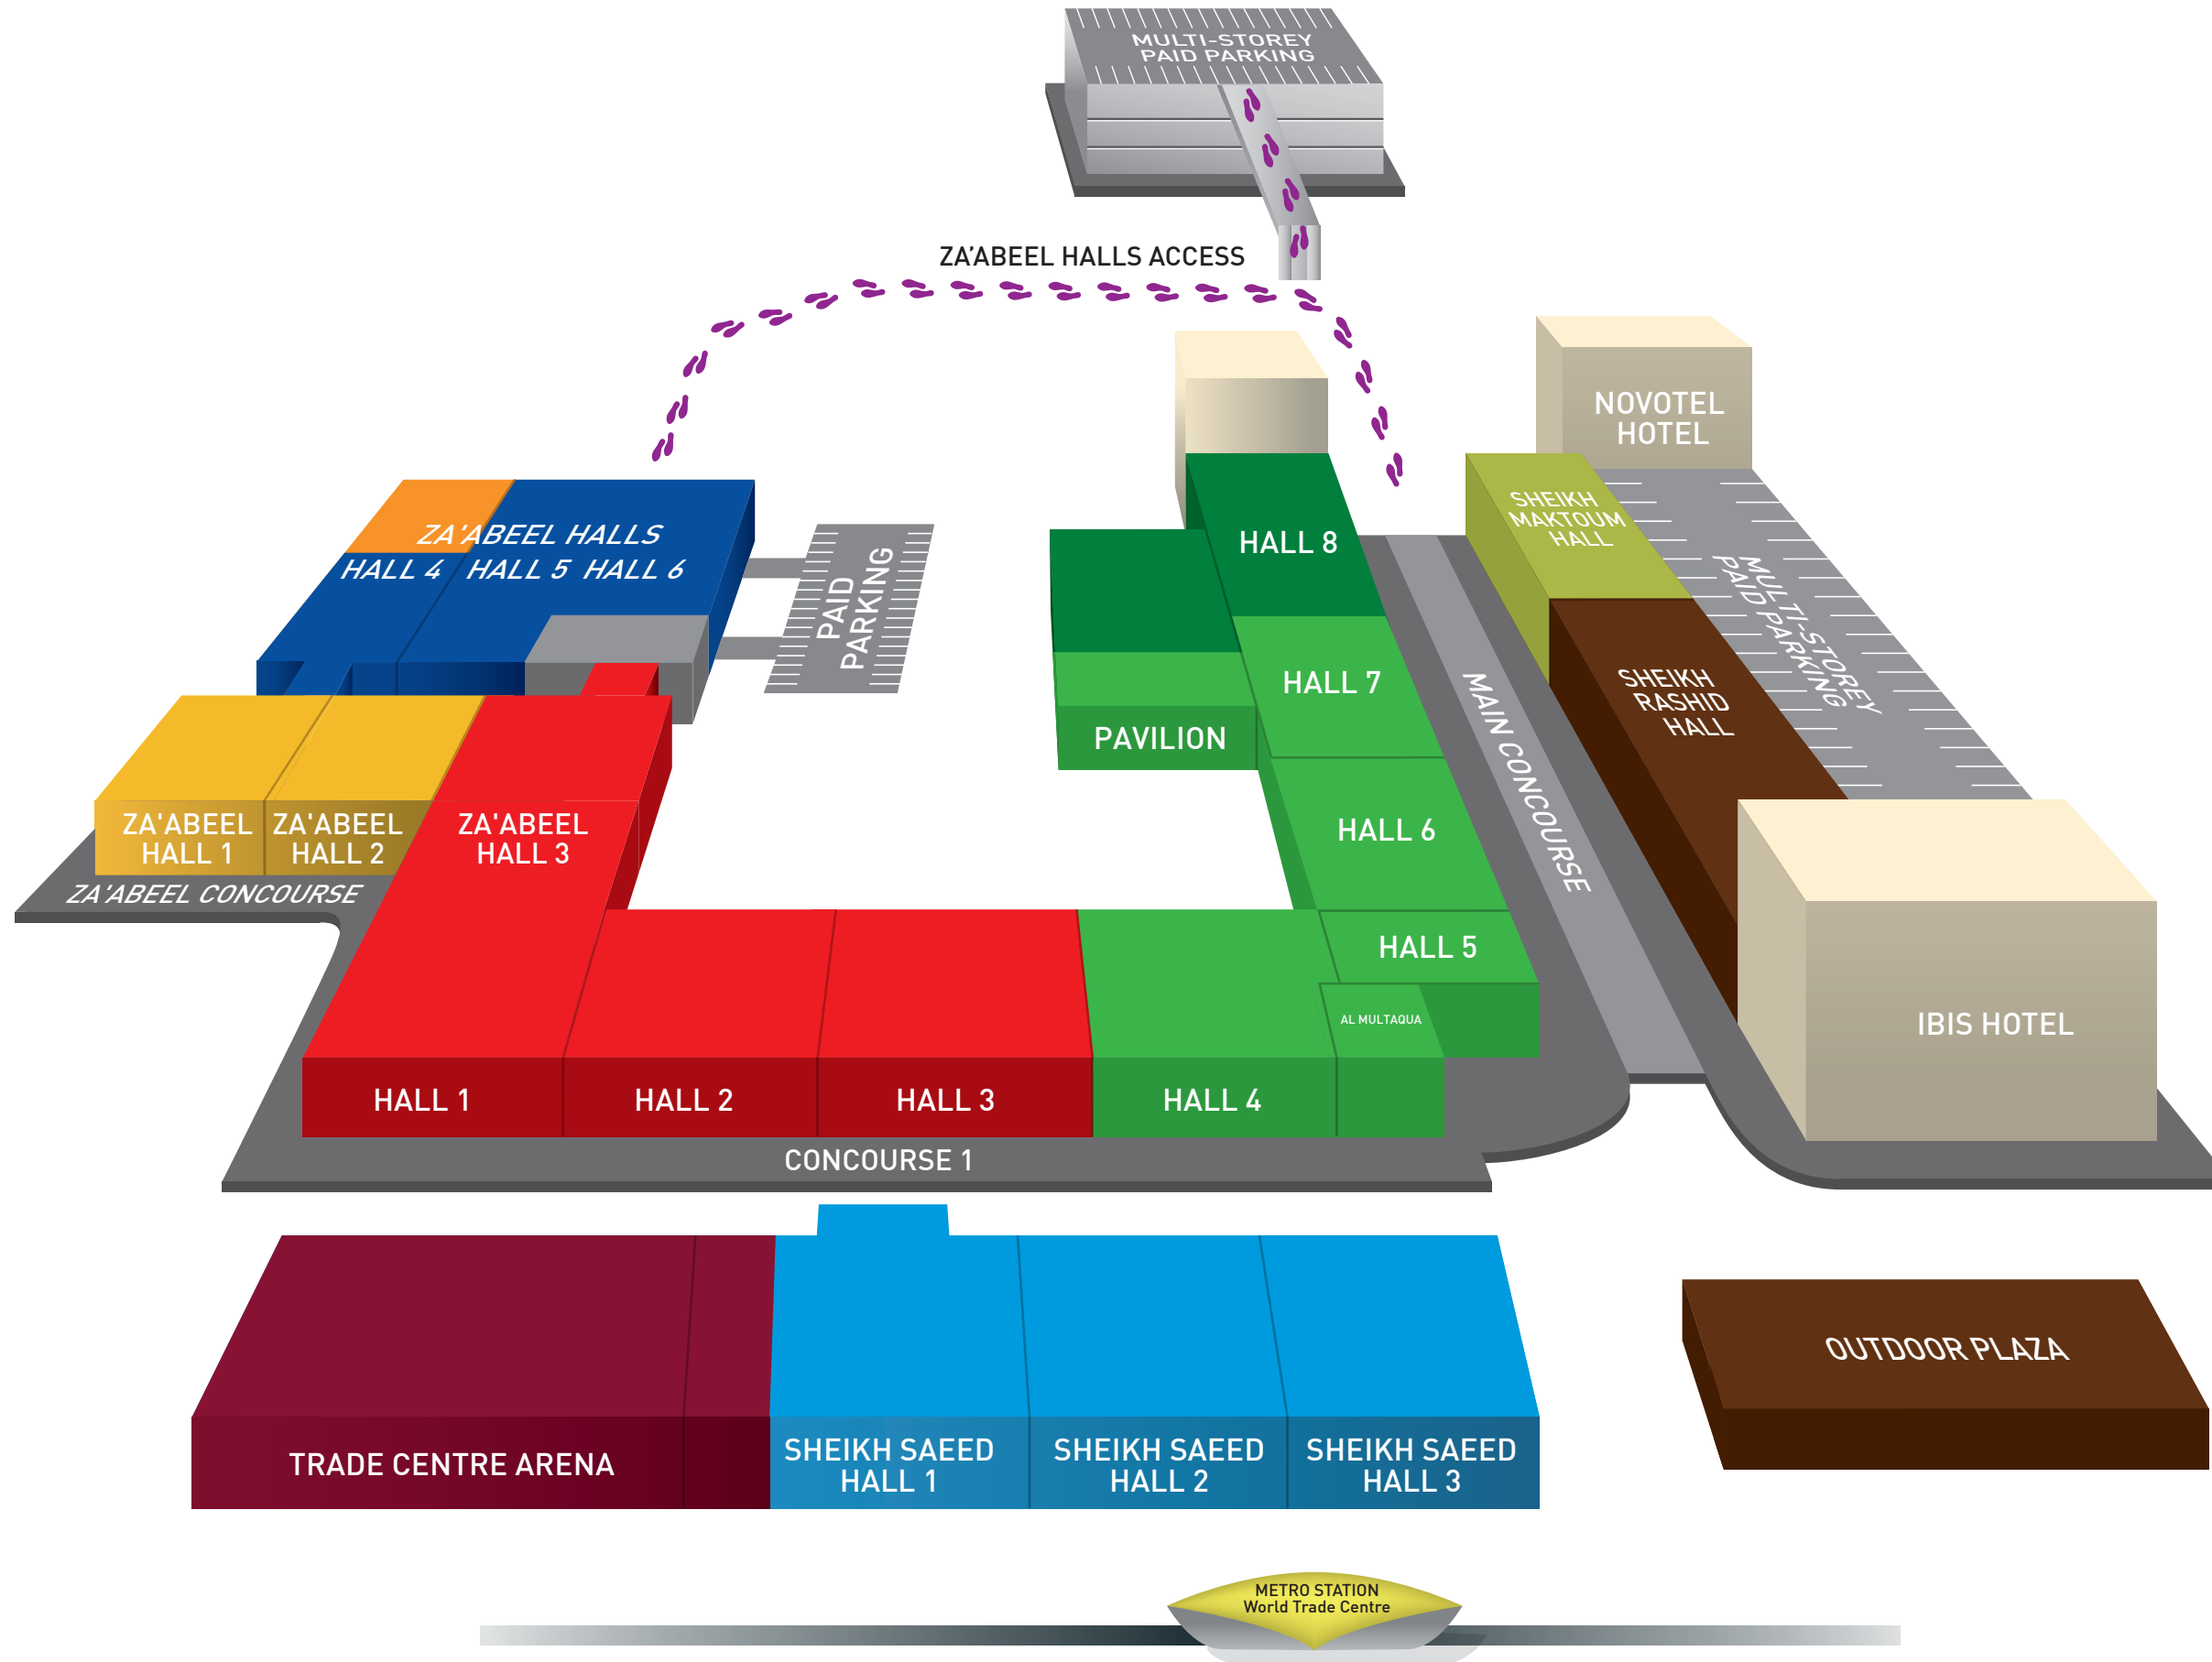 MULTI-STOREY
PAID PARKING
ZA’ABEEL HALLS ACCESS
NOVOTEL
HOTEL
SHEIKH
MAKTOUM
HALL
ZA'ABEEL HALLS
HALL 4 HALL 5 HALL 6
PAID
PARKING
HALL 8
MULTI-STOREY
PAID PARKING
HALL 7
SHEIKH
RASHID
HALL
MAIN CONCOURSE
PAVILION
ZA'ABEEL
HALL 1
ZA'ABEEL
HALL 2
ZA'ABEEL
HALL 3
HALL 6
ZA'ABEEL CONCOURSE
HALL 5
AL MULTAQUA
IBIS HOTEL
HALL 1
HALL 2
HALL 3
HALL 4
CONCOURSE 1
OUTDOOR PLAZA
TRADE CENTRE ARENA
SHEIKH SAEED
HALL 1
SHEIKH SAEED
HALL 2
SHEIKH SAEED
HALL 3
METRO STATION
World Trade Centre